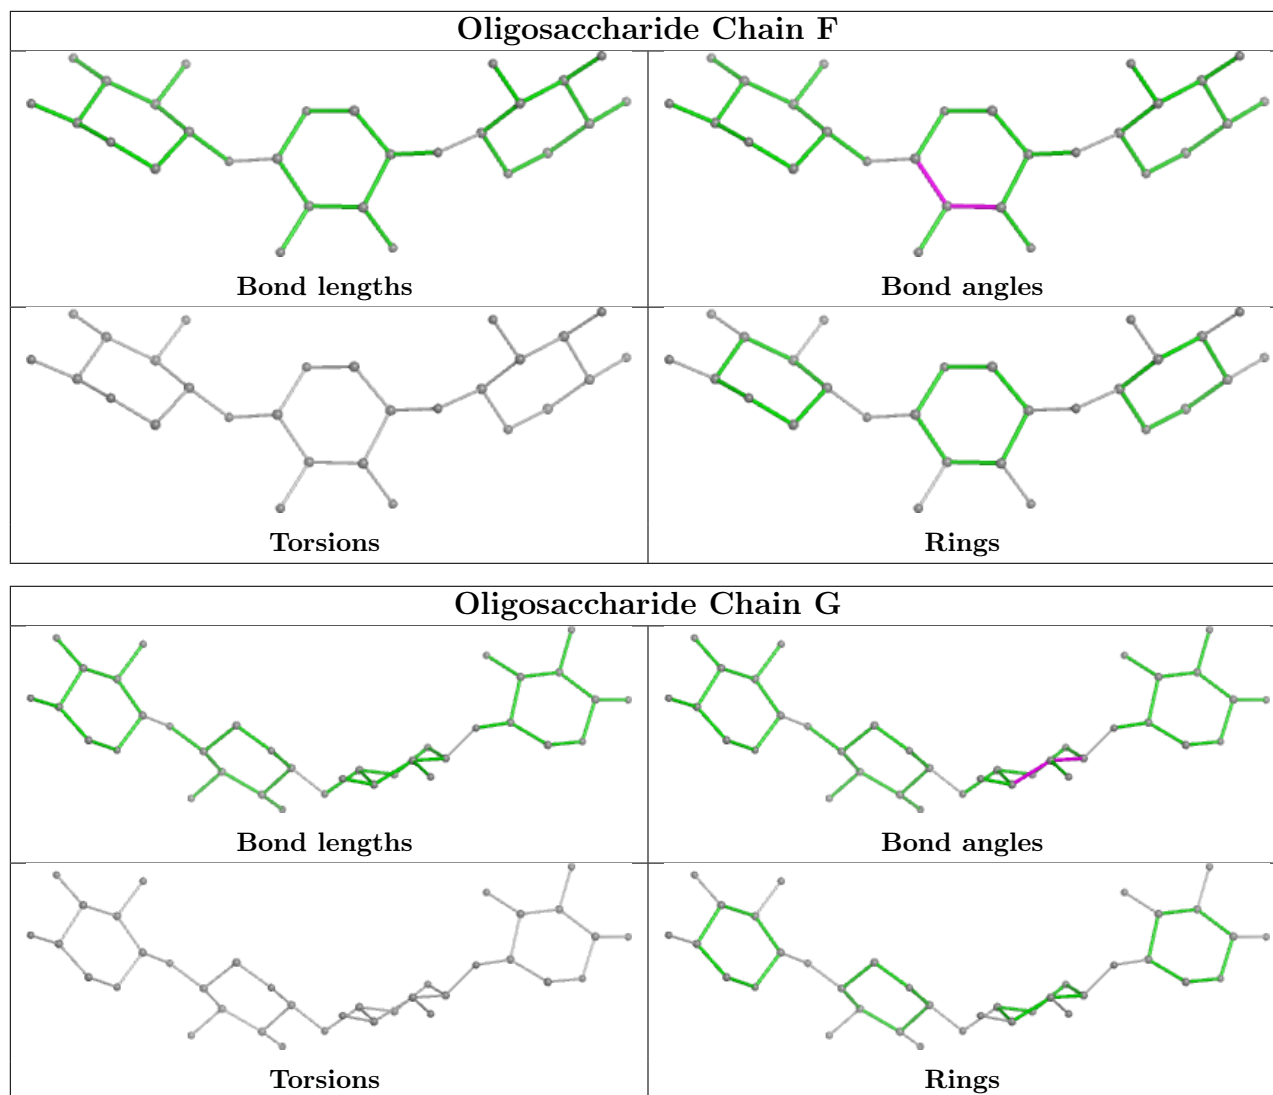 Oligosaccharide Chain F
Bond lengths
Bond angles
Torsions
Rings
Oligosaccharide Chain G
Bond lengths
Bond angles
Torsions
Rings